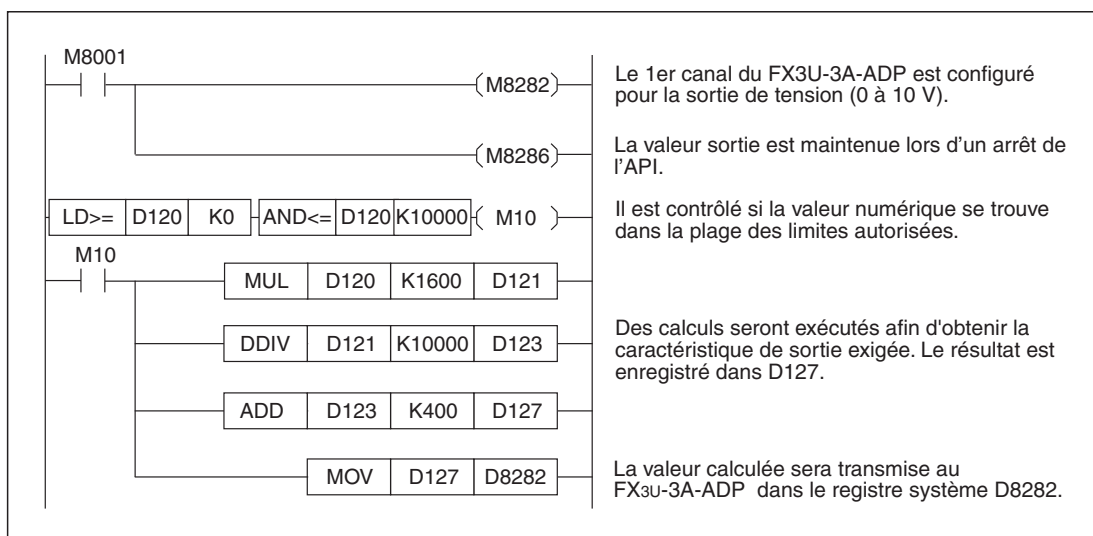 M8001
M8282
Le 1er canal du FX3U-3A-ADP est configuré
pour la sortie de tension (0 à 10 V).
M8286
La valeur sortie est maintenue lors d'un arrêt de
l'API.
LD>= D120 K0 AND<= D120 K10000 M10
Il est contrôlé si la valeur numérique se trouve
dans la plage des limites autorisées.
M10
MUL D120 K1600 D121
DDIV D121 K10000 D123
Des calculs seront exécutés afin d'obtenir la
caractéristique de sortie exigée. Le résultat est
enregistré dans D127.
ADD D123 K400 D127
MOV D127 D8282
La valeur calculée sera transmise au
FX3U-3A-ADP dans le registre système D8282.